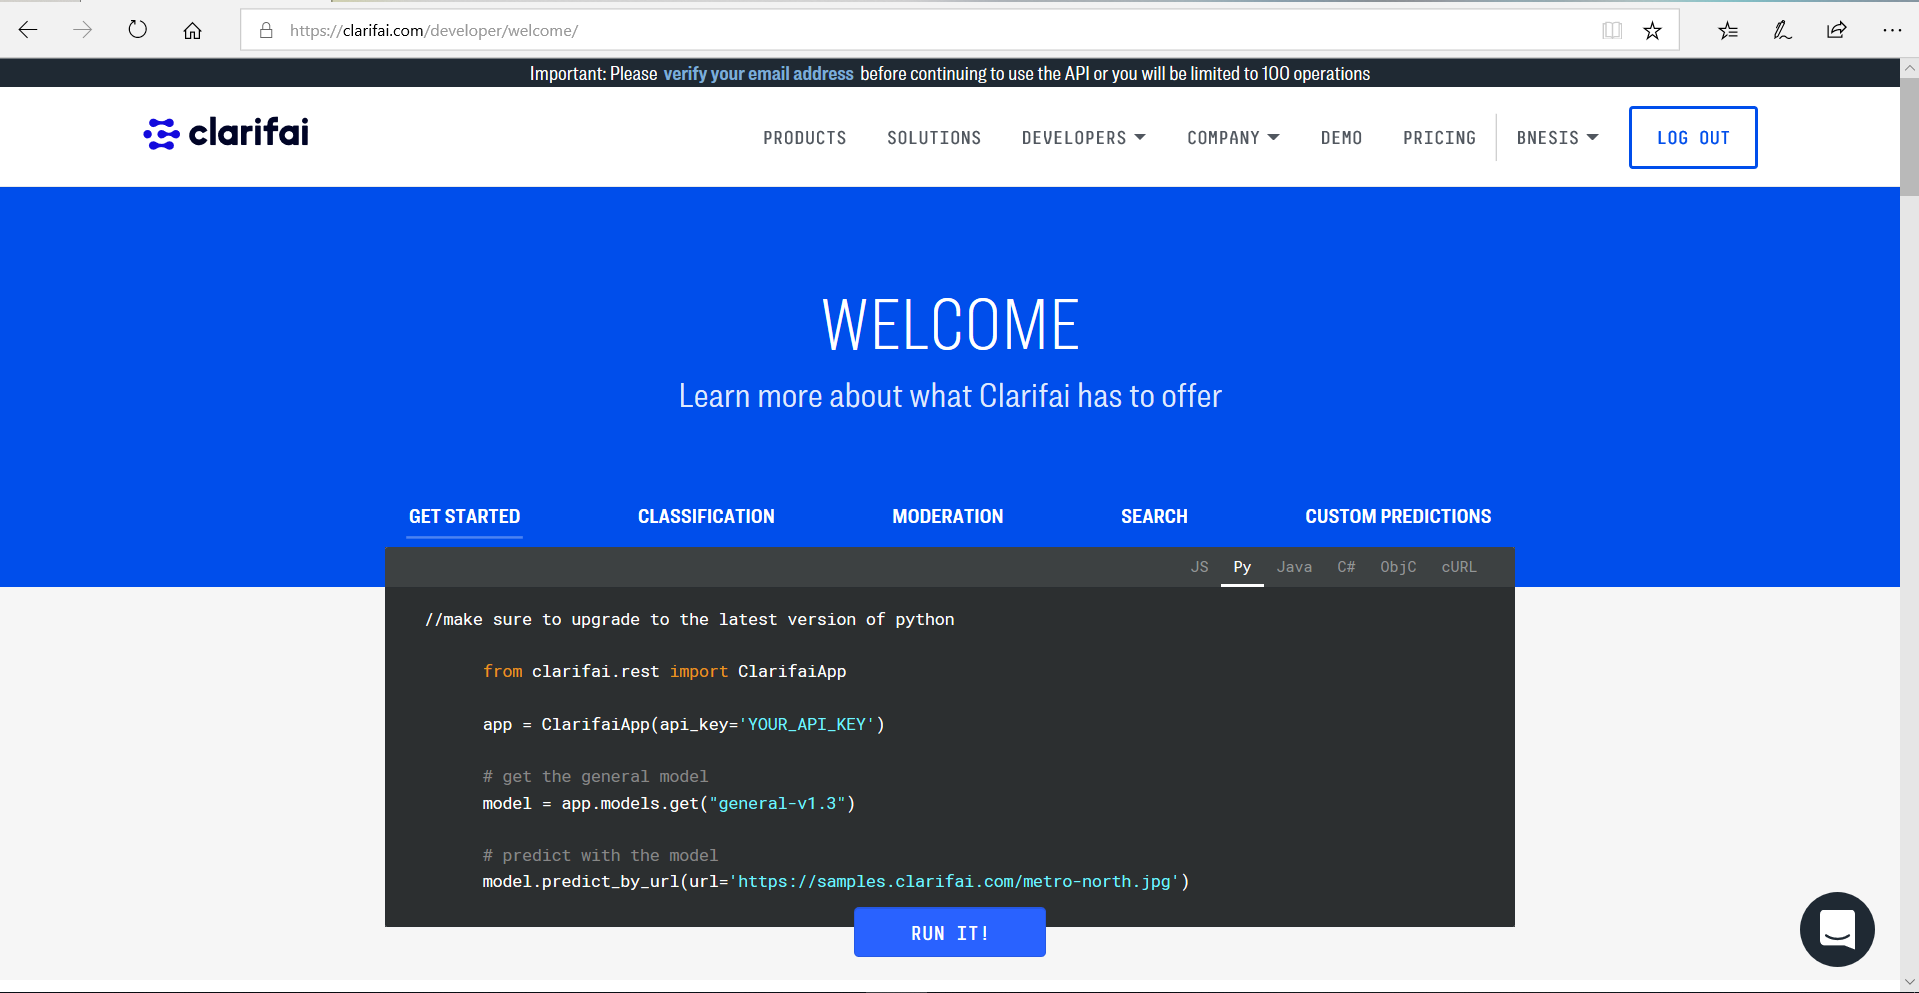 https://clarifai.com/developer/welcome/
Important: Please verify your email address before continuing to use the API or you will be limited to 100 operations
clarifai
PRODUCTS SOLUTIONS DEVELOPERS COMPANY DEMO PRICING BNESIS LOG OUT
WELCOME
Learn more about what Clarifai has to offer
GET STARTED CLASSIFICATION MODERATION SEARCH CUSTOM PREDICTIONS
JS Py Java C# ObjC cURL
//make sure to upgrade to the latest version of python
from clarifai.rest import ClarifaiApp
app = ClarifaiApp(api_key='YOUR_API_KEY')
# get the general model
model = app.models.get("general-v1.3")
# predict with the model
model.predict_by_url(url='https://samples.clarifai.com/metro-north.jpg')
RUN IT!